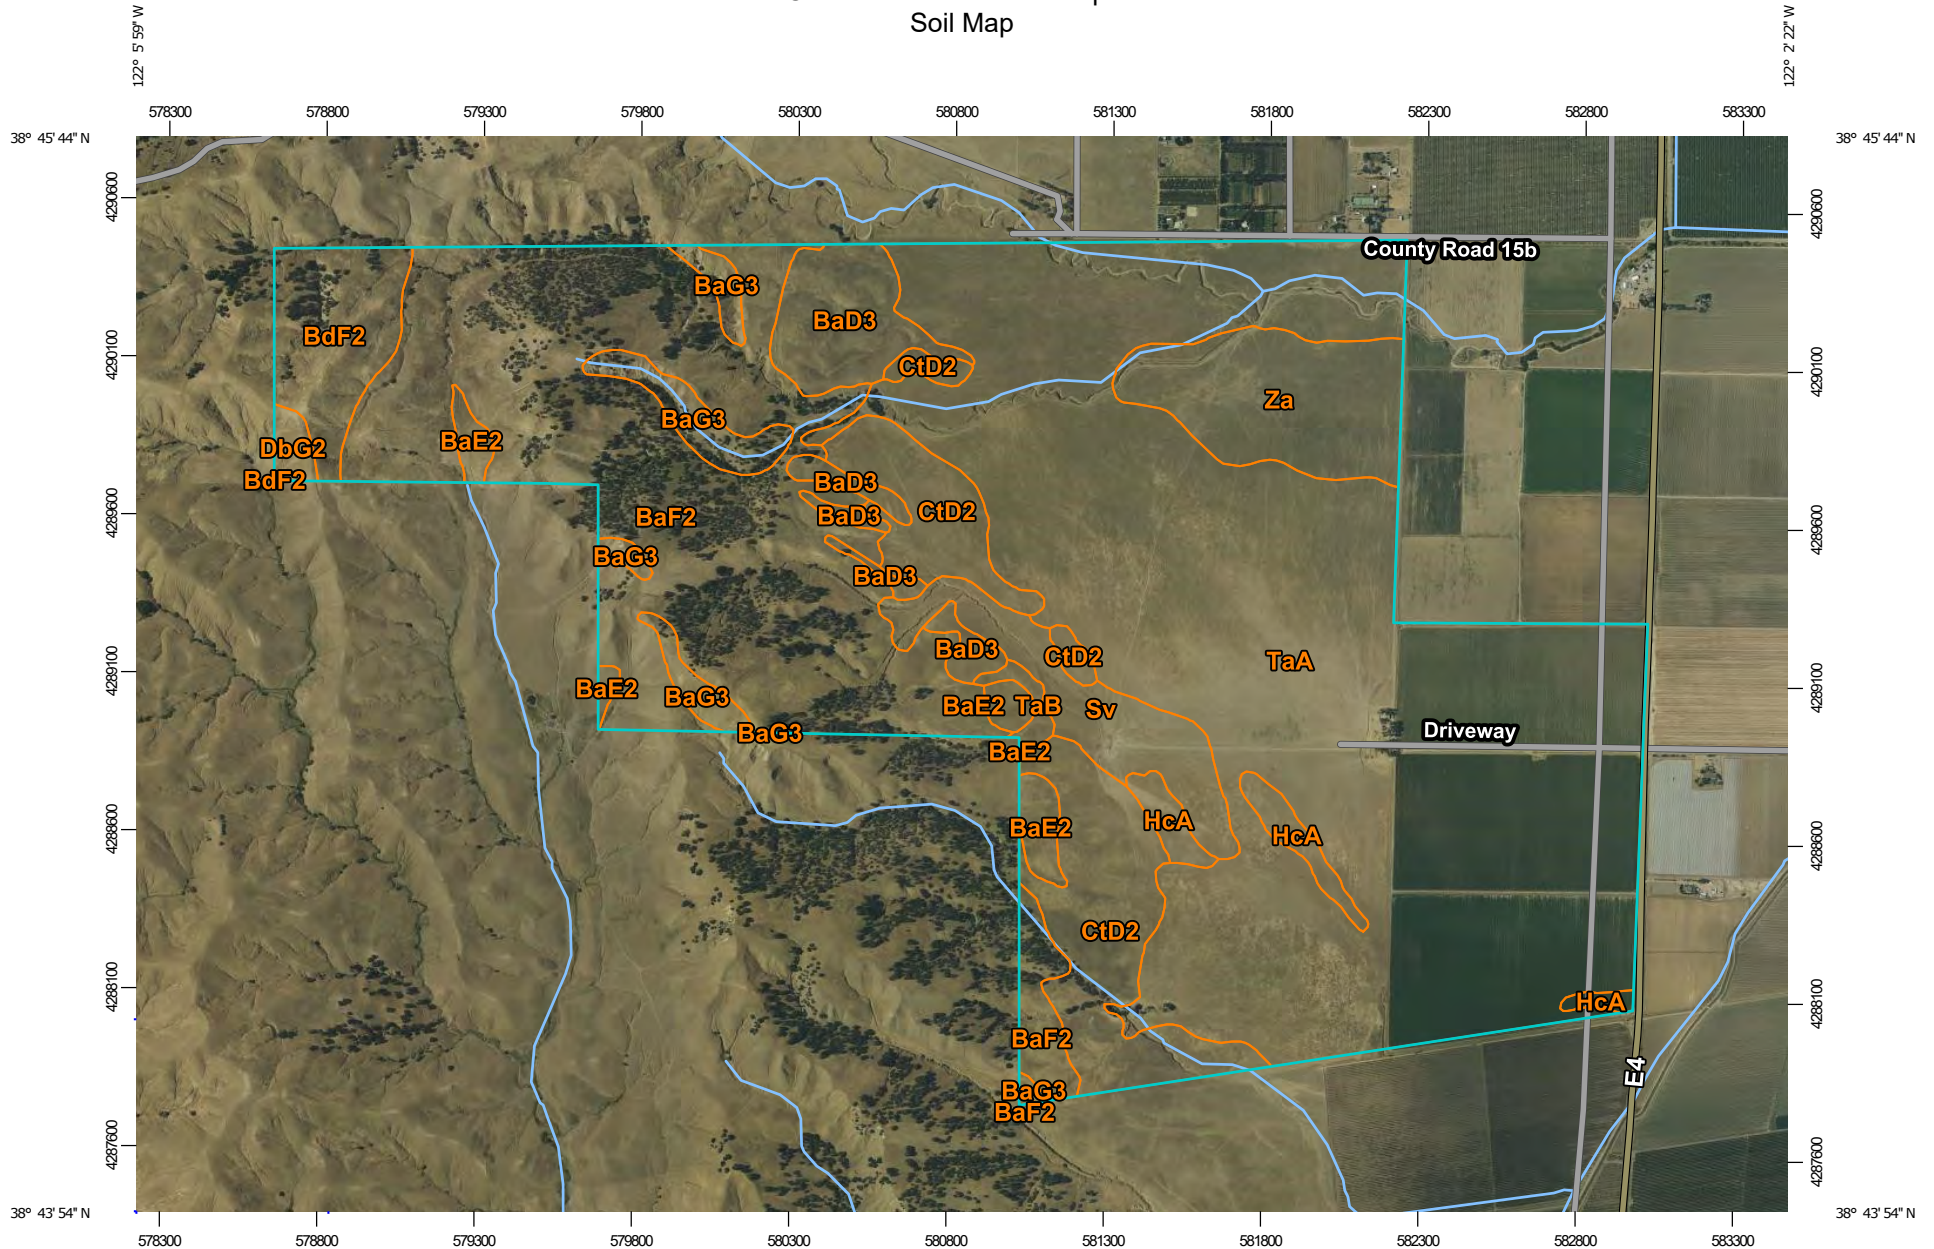 Soil Map
122° 5' 59" W
122° 2' 22" W
578300 578800 579300 579800 580300 580800 581300 581800 582300 582800 583300
38° 45' 44" N
38° 45' 44" N
4290600
4290600
County Road 15b
BaG3
BaD3
BdF2
4290100
4290100
CtD2
Za
BaG3
BaE2
DbG2
BdF2
BaD3
CtD2
BaD3
BaF2
4289600
4289600
BaG3
BaD3
BaD3
CtD2
TaA
4289100
4289100
BaE2
BaG3
BaE2
TaB
Sv
BaG3
Driveway
BaE2
BaE2
HcA
HcA
4288600
4288600
CtD2
4288100
4288100
HcA
BaF2
E4
BaG3
BaF2
4287600
4287600
38° 43' 54" N
38° 43' 54" N
578300 578800 579300 579800 580300 580800 581300 581800 582300 582800 583300